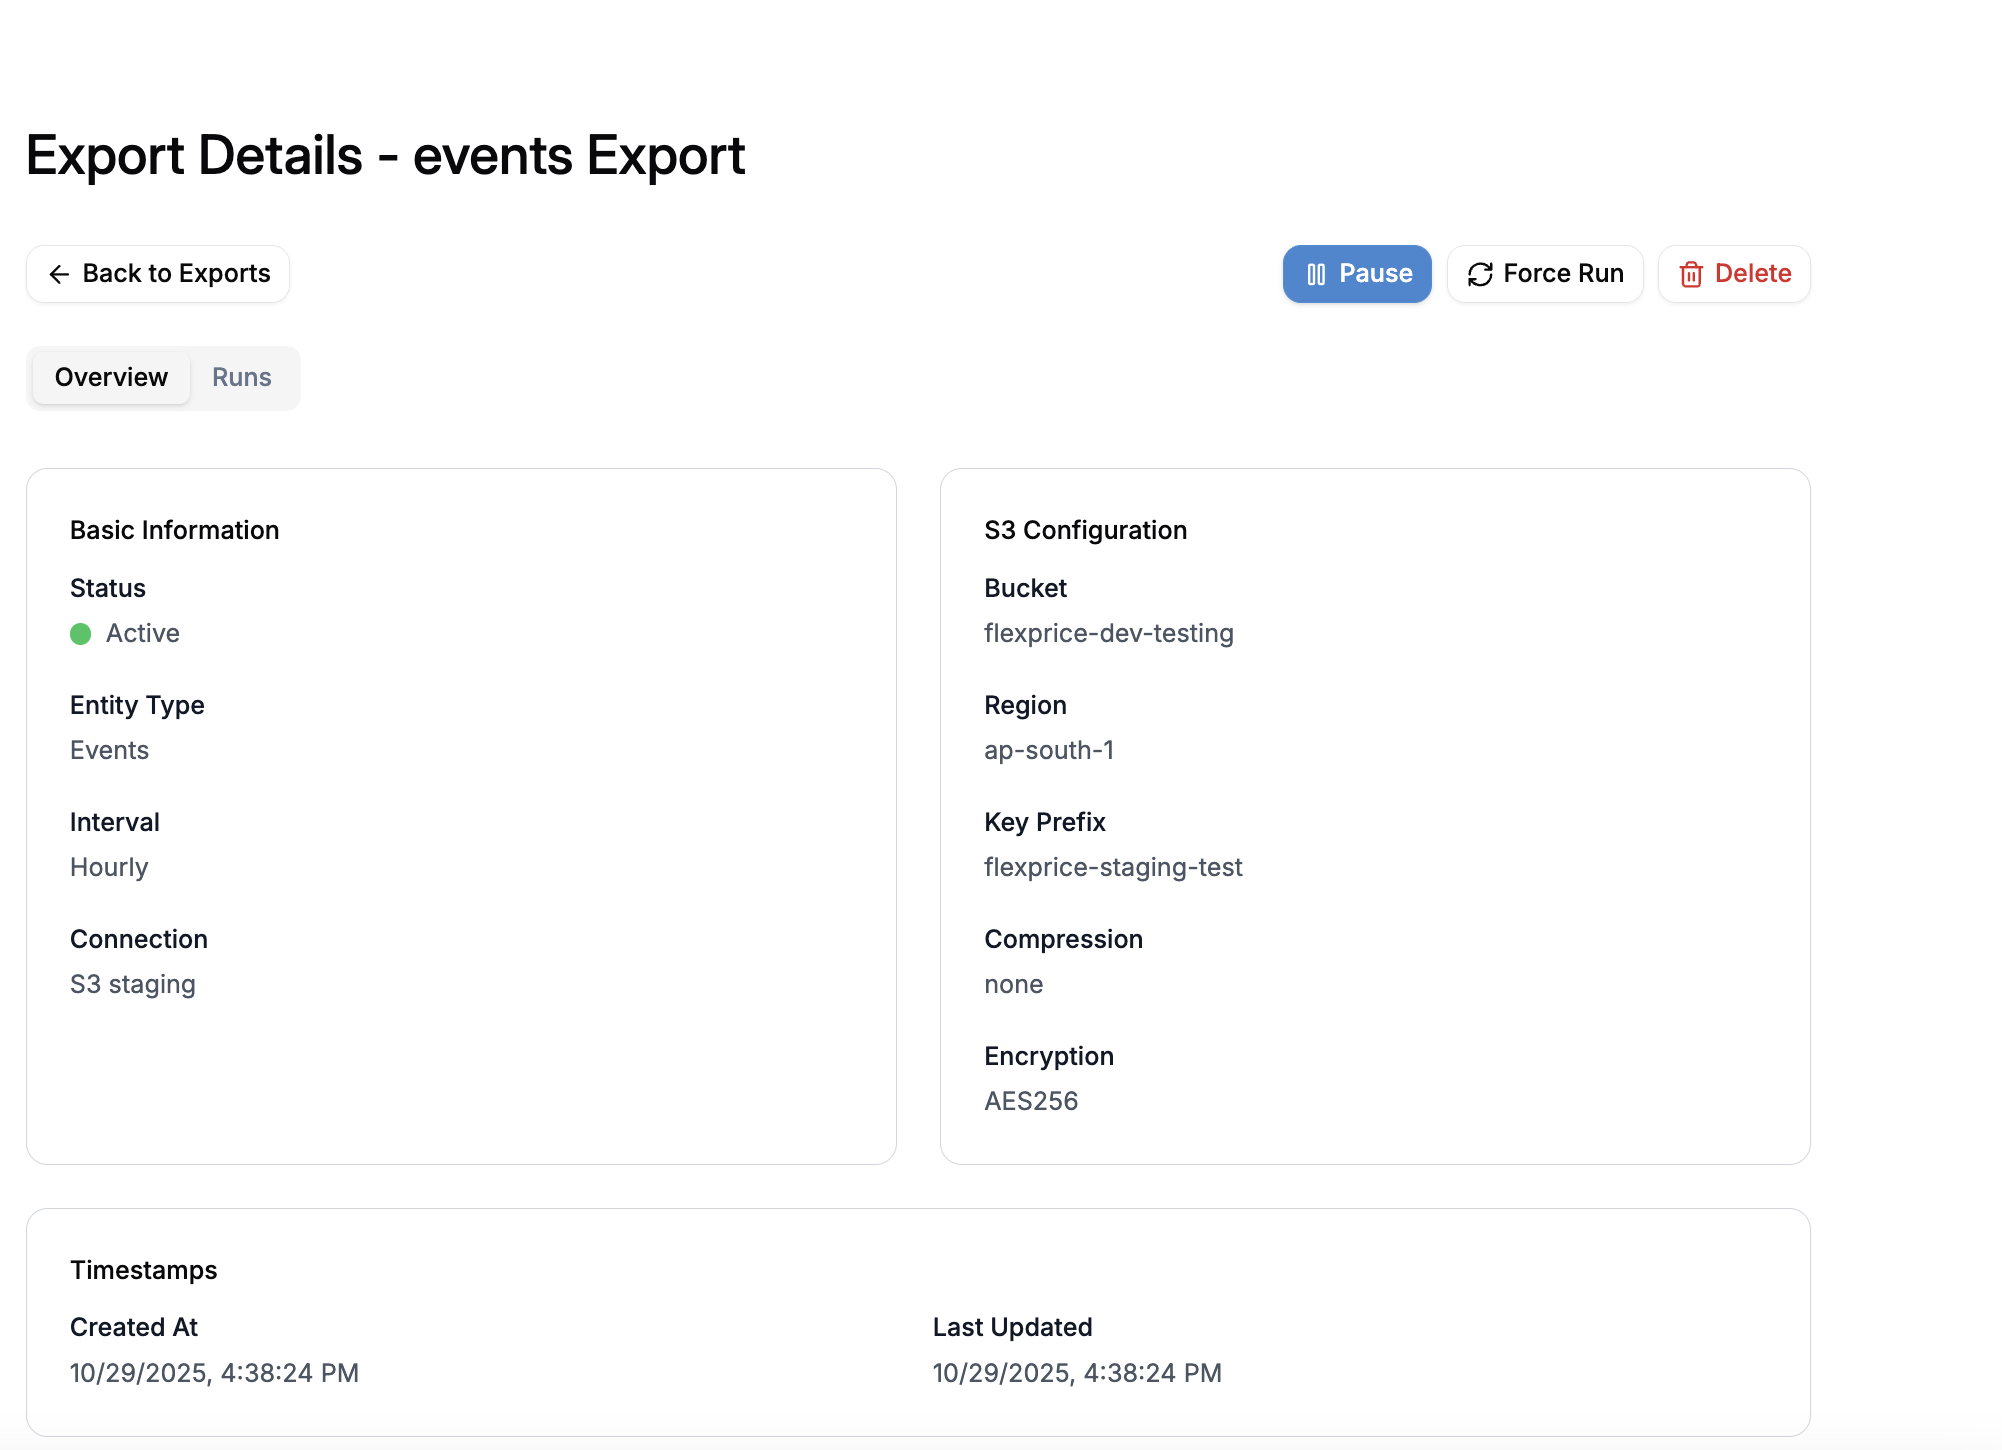 Export Details - events Export
Back to Exports
Pause
Force Run
Delete
Overview
Runs
Basic Information
Status
Active
Entity Type
Events
Interval
Hourly
Connection
S3 staging
S3 Configuration
Bucket
flexprice-dev-testing
Region
ap-south-1
Key Prefix
flexprice-staging-test
Compression
none
Encryption
AES256
Timestamps
Created At
10/29/2025, 4:38:24 PM
Last Updated
10/29/2025, 4:38:24 PM